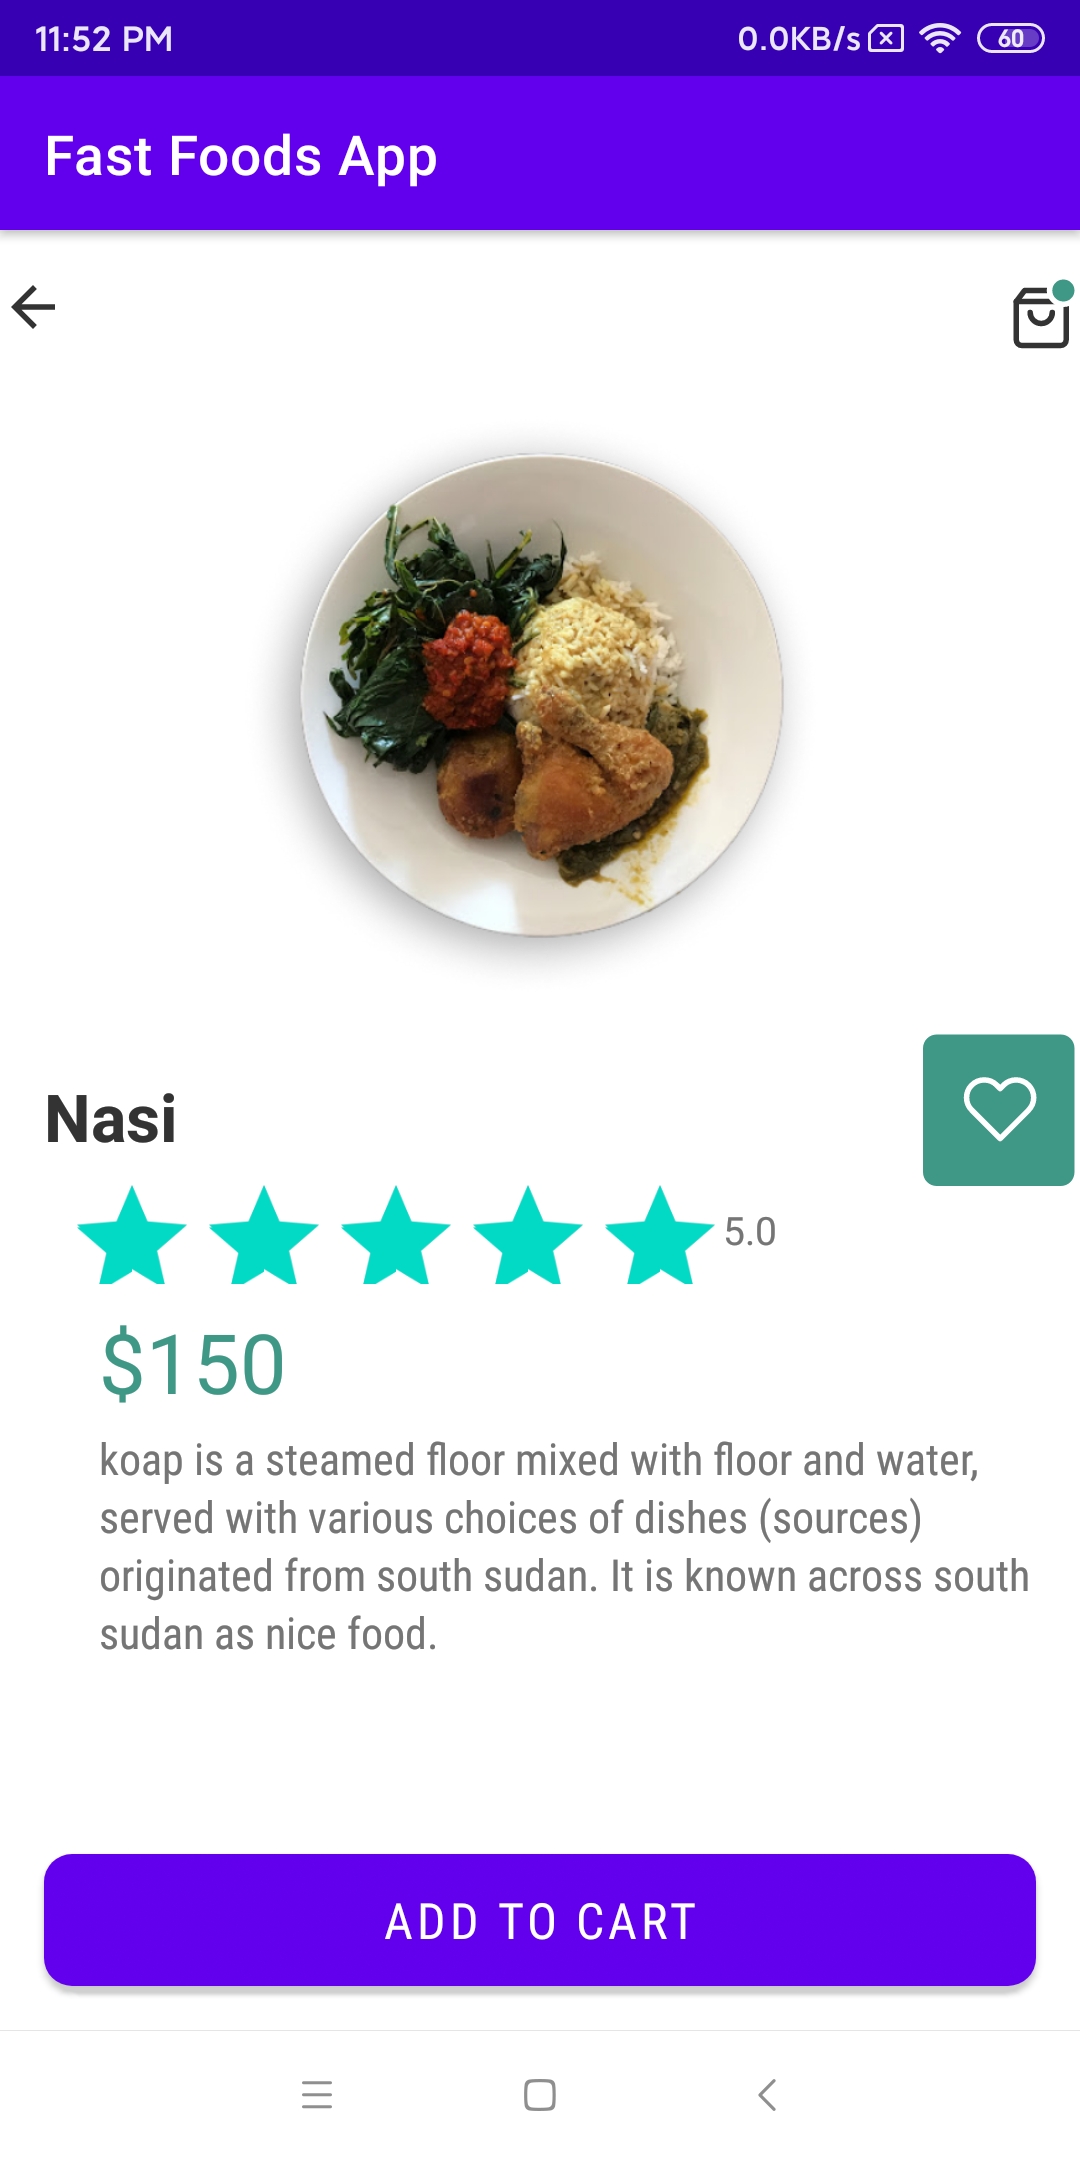 11:52 PM 0.0KB/s 60
Fast Foods App
Nasi
5.0
$150
koap is a steamed floor mixed with floor and water,
served with various choices of dishes (sources)
originated from south sudan. It is known across south
sudan as nice food.
ADD TO CART